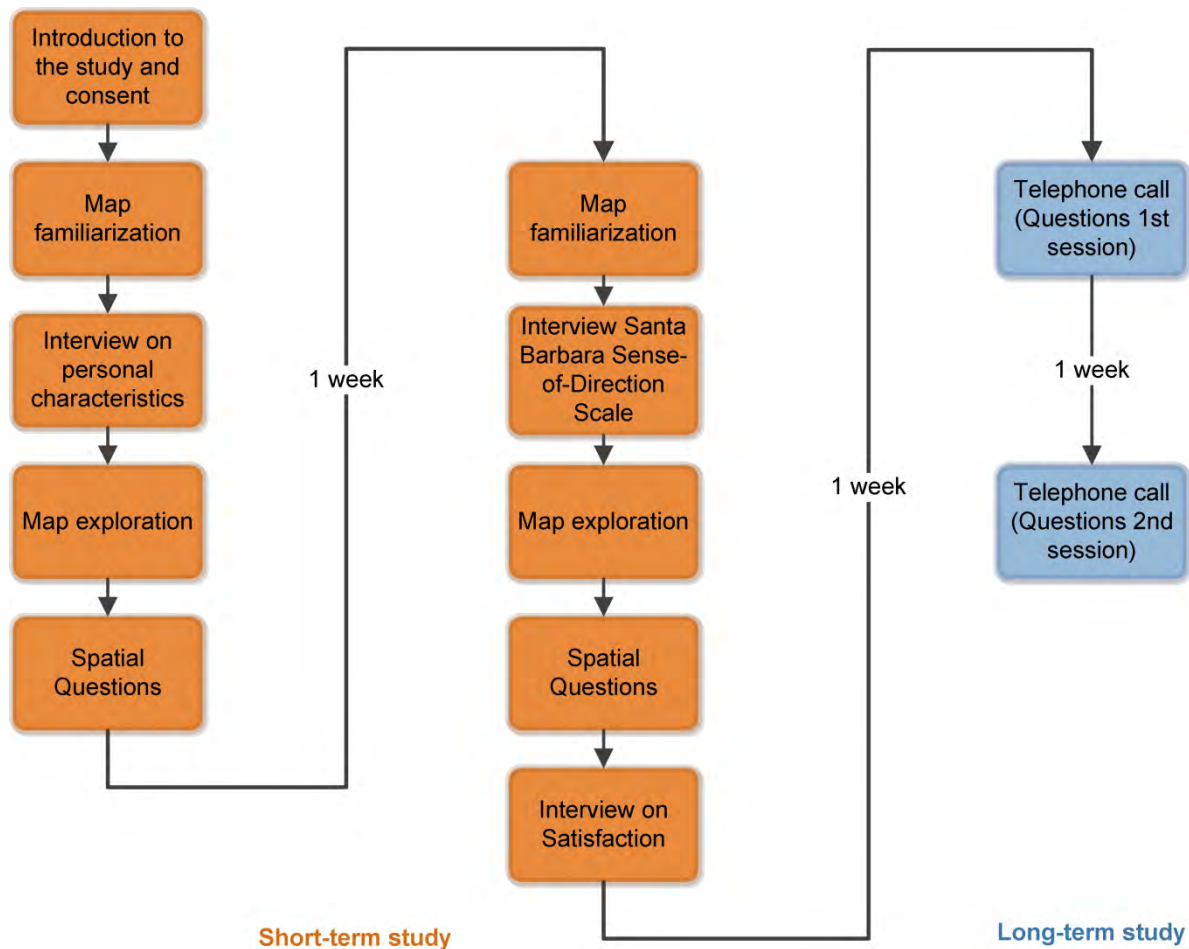 Introduction to
the study and
consent
Map
familiarization
Interview on
personal
characteristics
Map exploration
Spatial
Questions
1 week
Map
familiarization
Interview Santa
Barbara Sense-
of-Direction
Scale
Map exploration
Spatial
Questions
Interview on
Satisfaction
1 week
Telephone call
(Questions 1st
session)
1 week
Telephone call
(Questions 2nd
session)
Short-term study
Long-term study